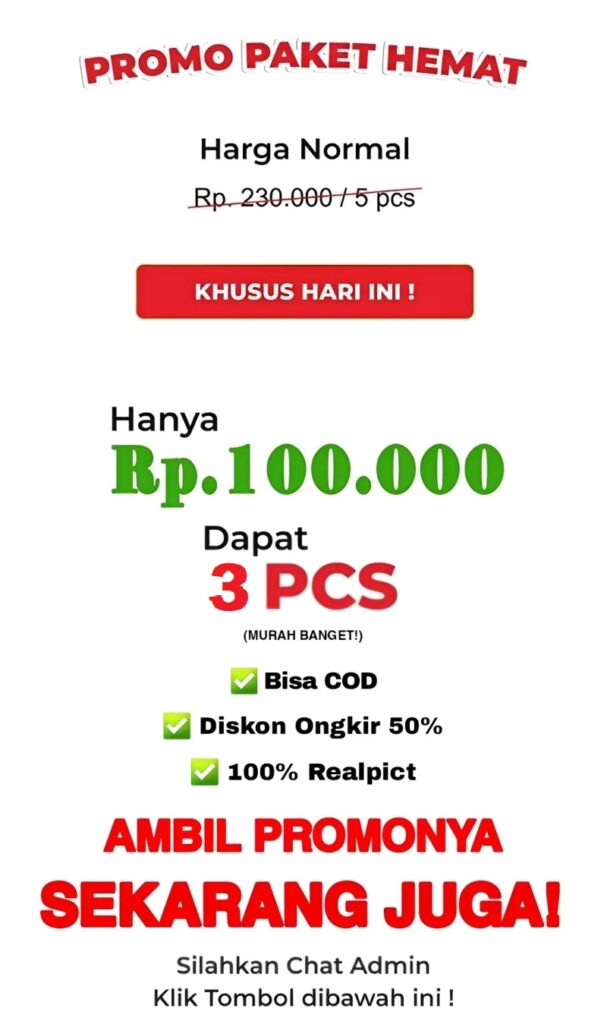 PROMO PAKET HEMAT
Harga Normal
Rp. 230.000 / 5 pcs
KHUSUS HARI INI !
Hanya
Rp.100.000
Dapat
3 PCS
(MURAH BANGET!)
✅ Bisa COD
✅ Diskon Ongkir 50%
✅ 100% Realpict
AMBIL PROMONYA
SEKARANG JUGA!
Silahkan Chat Admin
Klik Tombol dibawah ini !